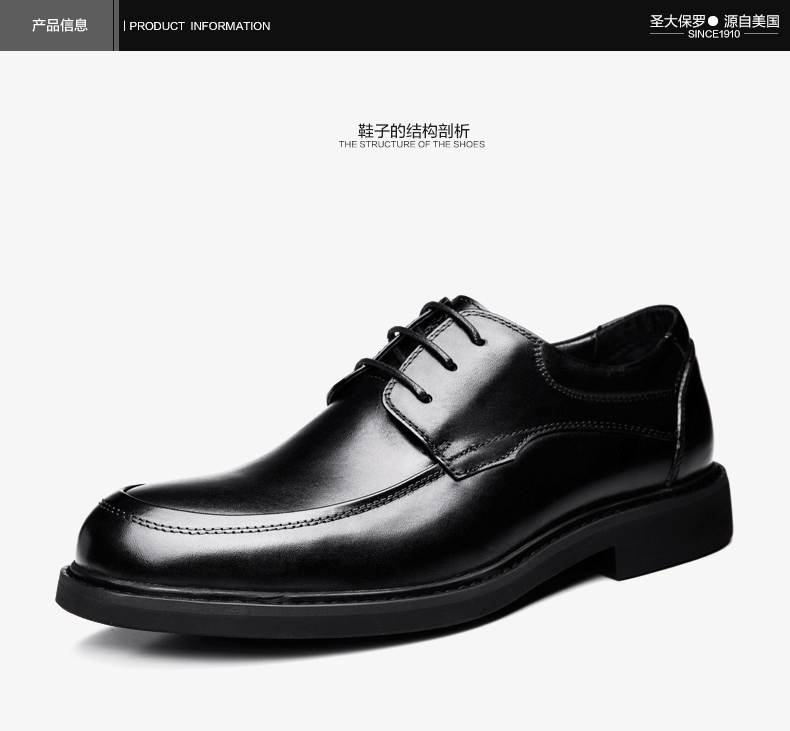 产品信息
PRODUCT INFORMATION
圣大保罗● 源自美国
SINCE1910
鞋子的结构剖析
THE STRUCTURE OF THE SHOES